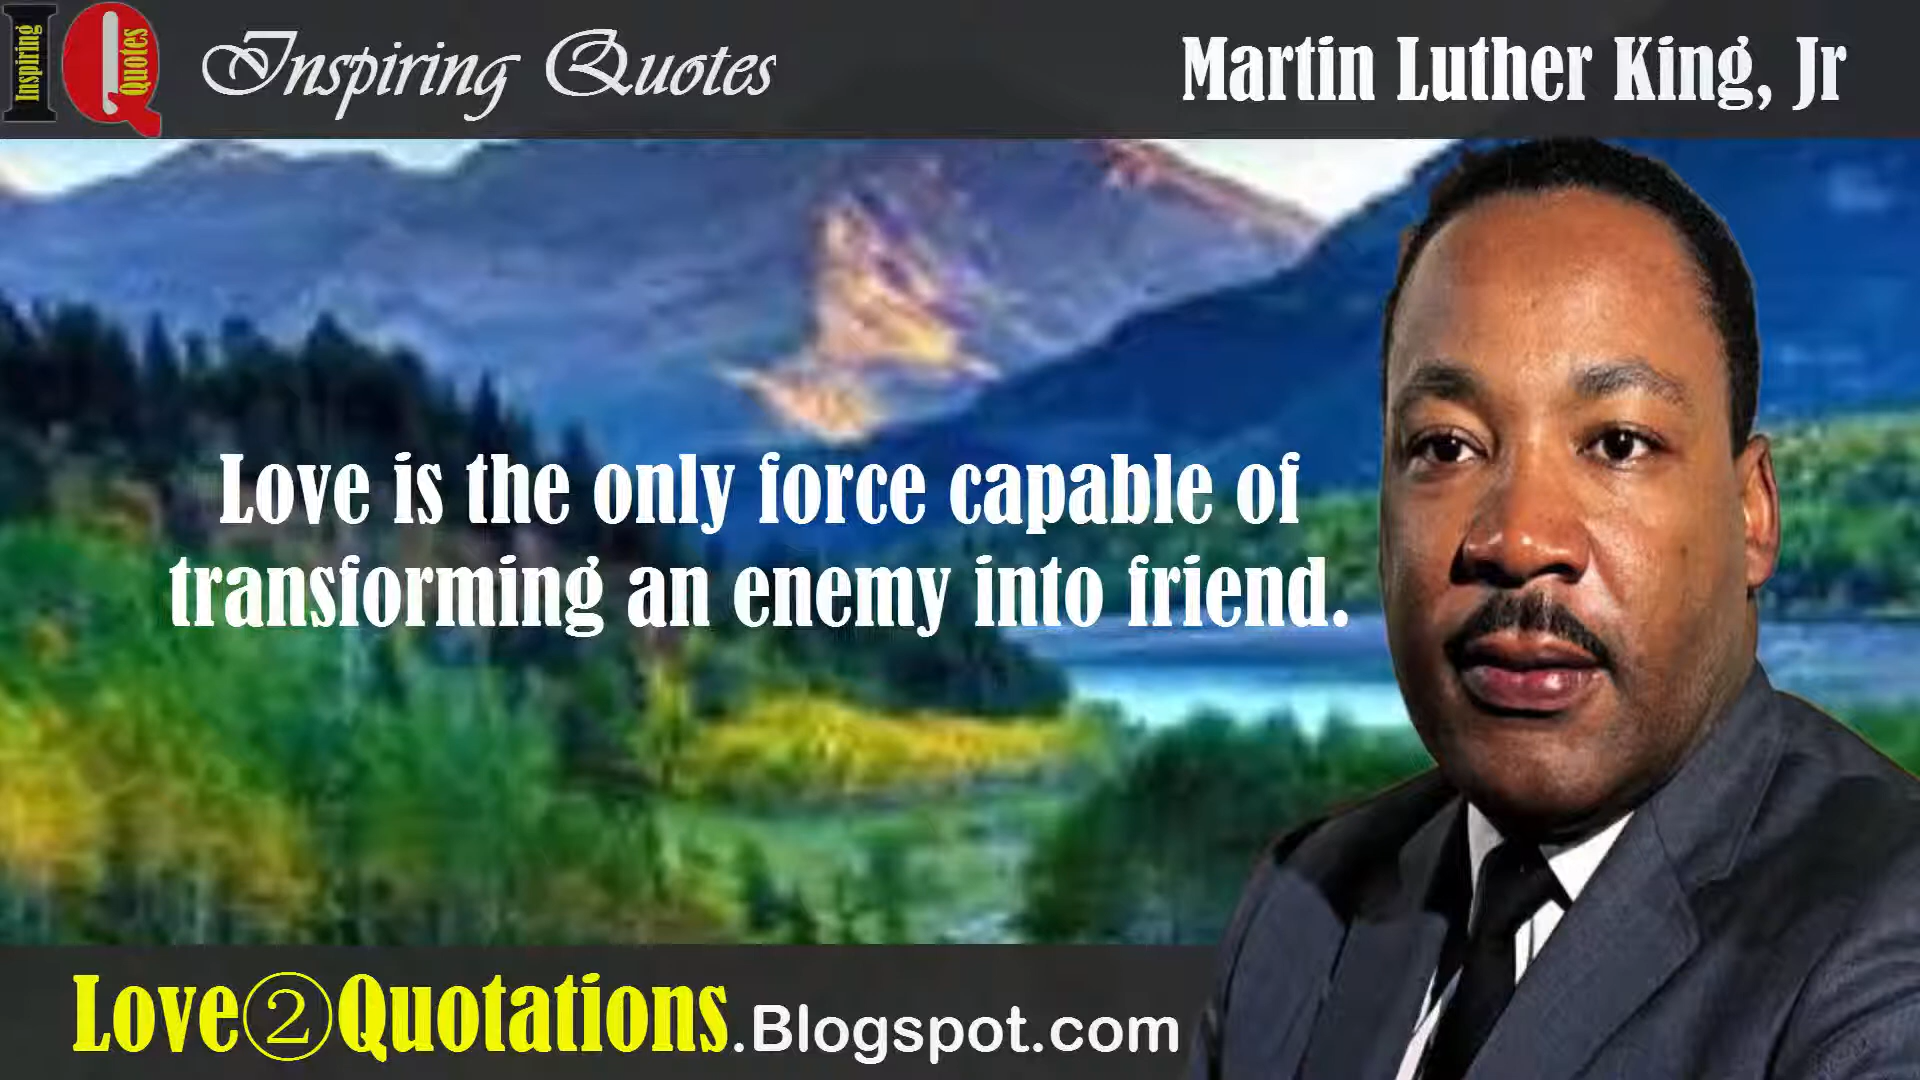 Inspiring
Quotes
Inspiring Quotes
Martin Luther King, Jr
Love is the only force capable of
transforming an enemy into friend.
Love②Quotations.Blogspot.com